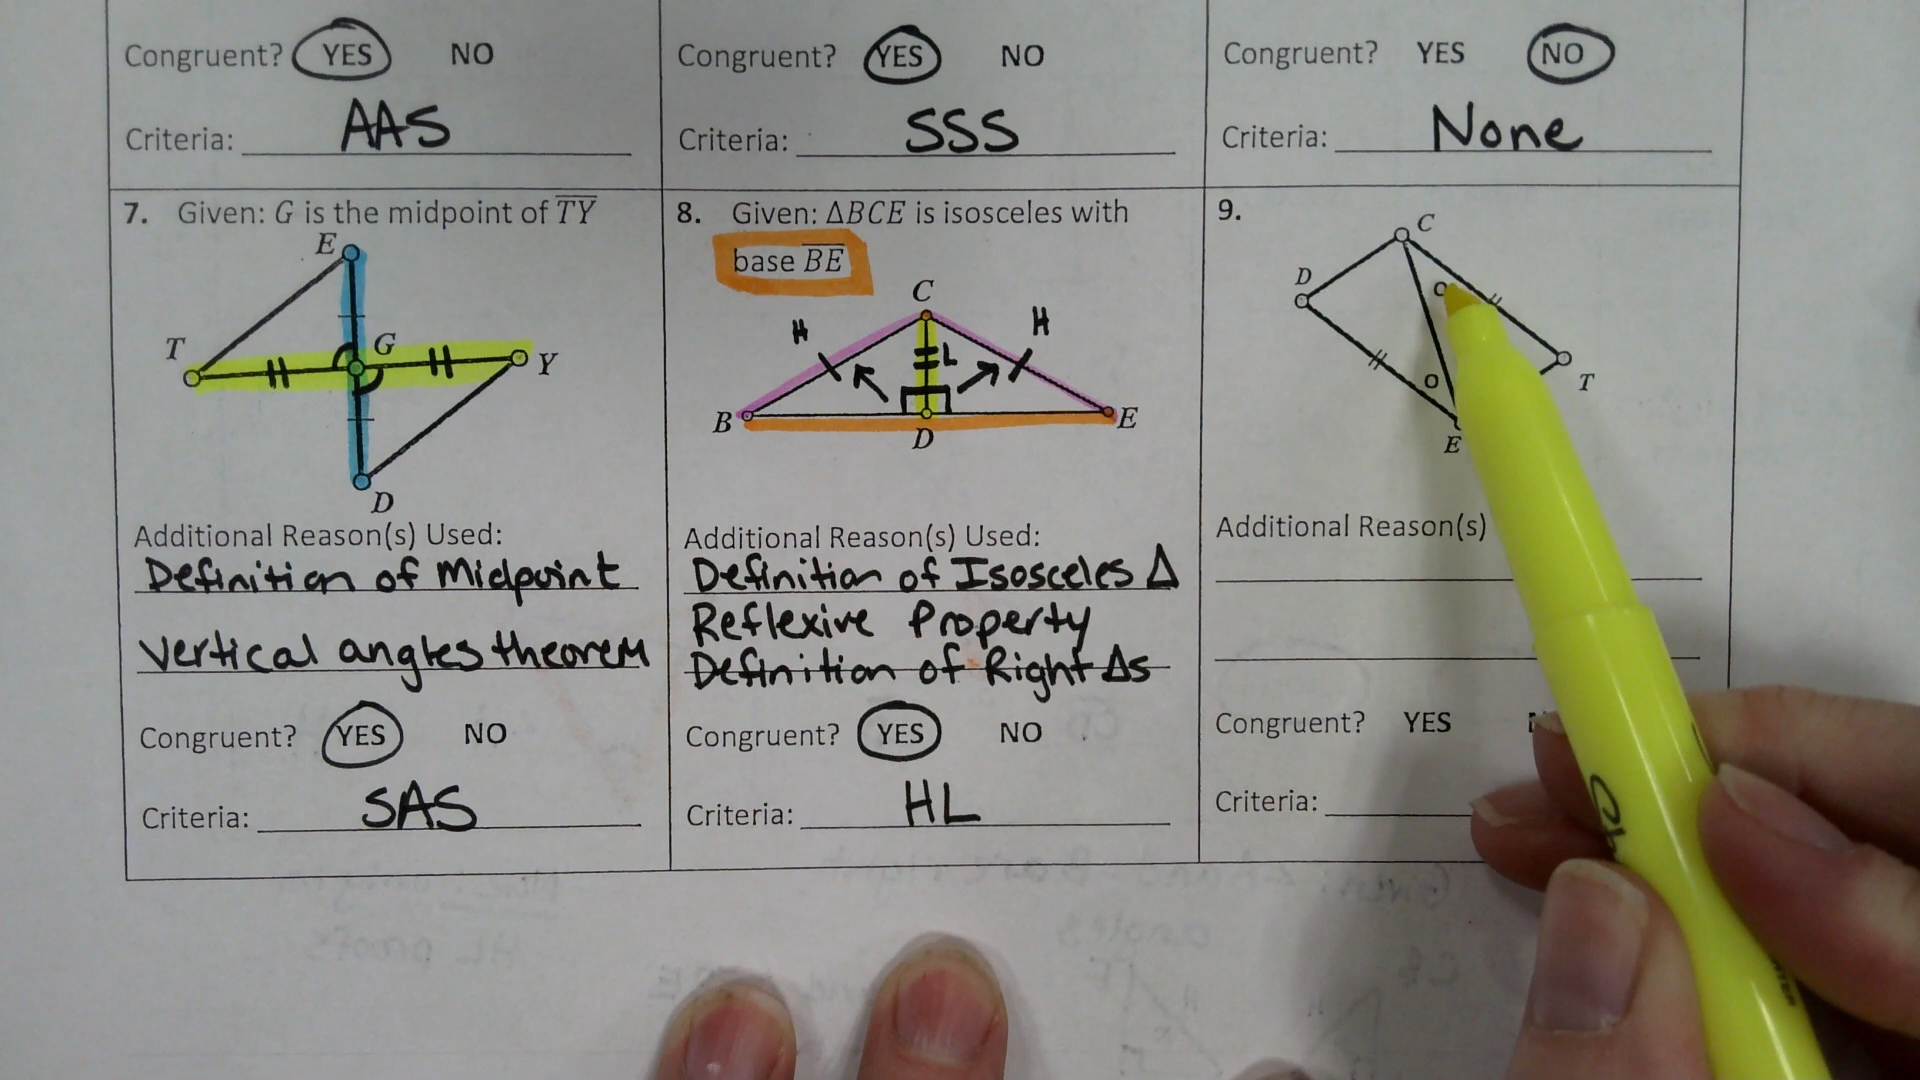 Congruent? YES NO
Criteria: AAS
Congruent? YES NO
Criteria: SSS
Congruent? YES NO
Criteria: None
7. Given: G is the midpoint of TY
E
T
G
Y
D
Additional Reason(s) Used:
Definition of Midpoint
Vertical angles theorem
Congruent? YES NO
Criteria: SAS
8. Given: ΔBCE is isosceles with
base BE
C
H
H
L
B
D
E
Additional Reason(s) Used:
Definition of Isosceles Δ
Reflexive Property
Definition of Right Δs
Congruent? YES NO
Criteria: HL
9.
C
D
T
E
Additional Reason(s)
Congruent? YES
Criteria: